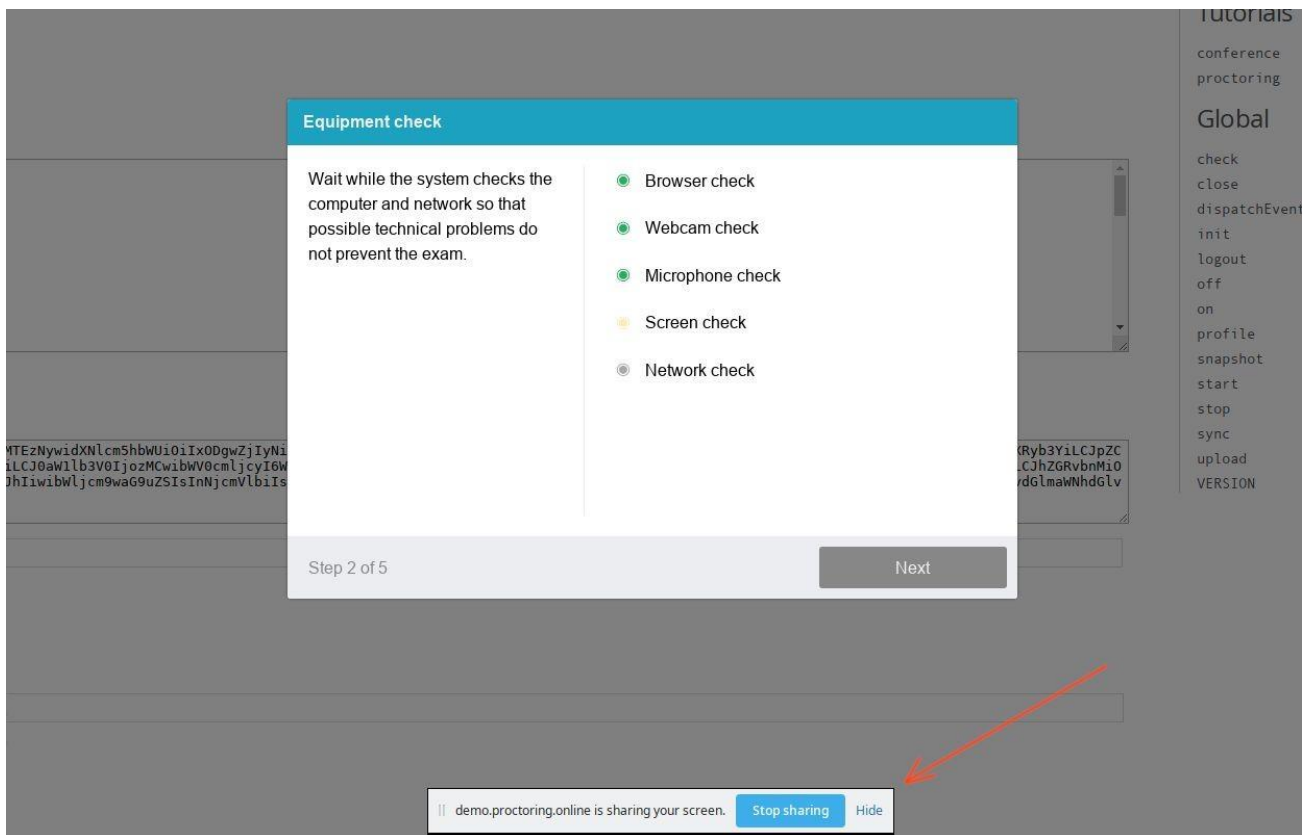 Tutorials
conference
proctoring
Global
check
close
dispatchEvent
init
logout
off
on
profile
snapshot
start
stop
sync
upload
VERSION
Equipment check
Wait while the system checks the
computer and network so that
possible technical problems do
not prevent the exam.
Browser check
Webcam check
Microphone check
Screen check
Network check
Step 2 of 5
Next
demo.proctoring.online is sharing your screen.
Stop sharing
Hide